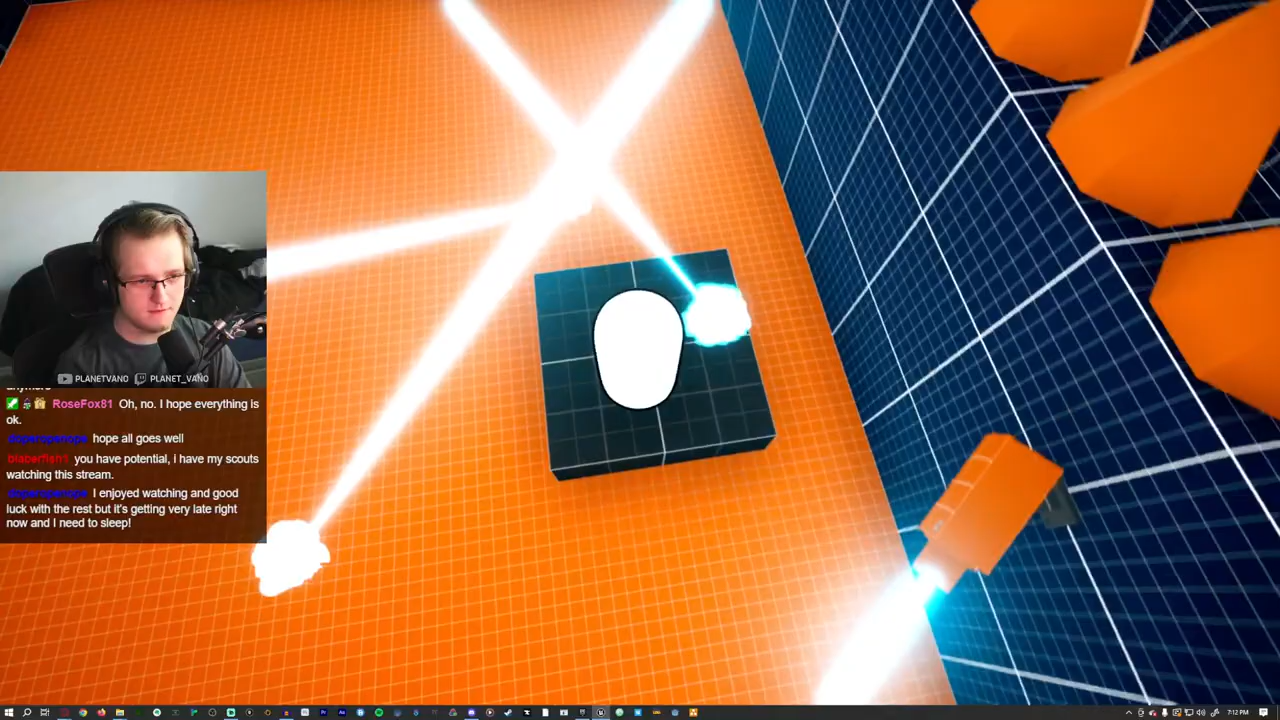 PLANETVANO PLANET_VANO
RoseFox81 Oh, no. I hope everything is
ok.
hope all goes well
you have potential, i have my scouts
watching this stream.
I enjoyed watching and good
luck with the rest but it's getting very late right
now and I need to sleep!
7:12 PM